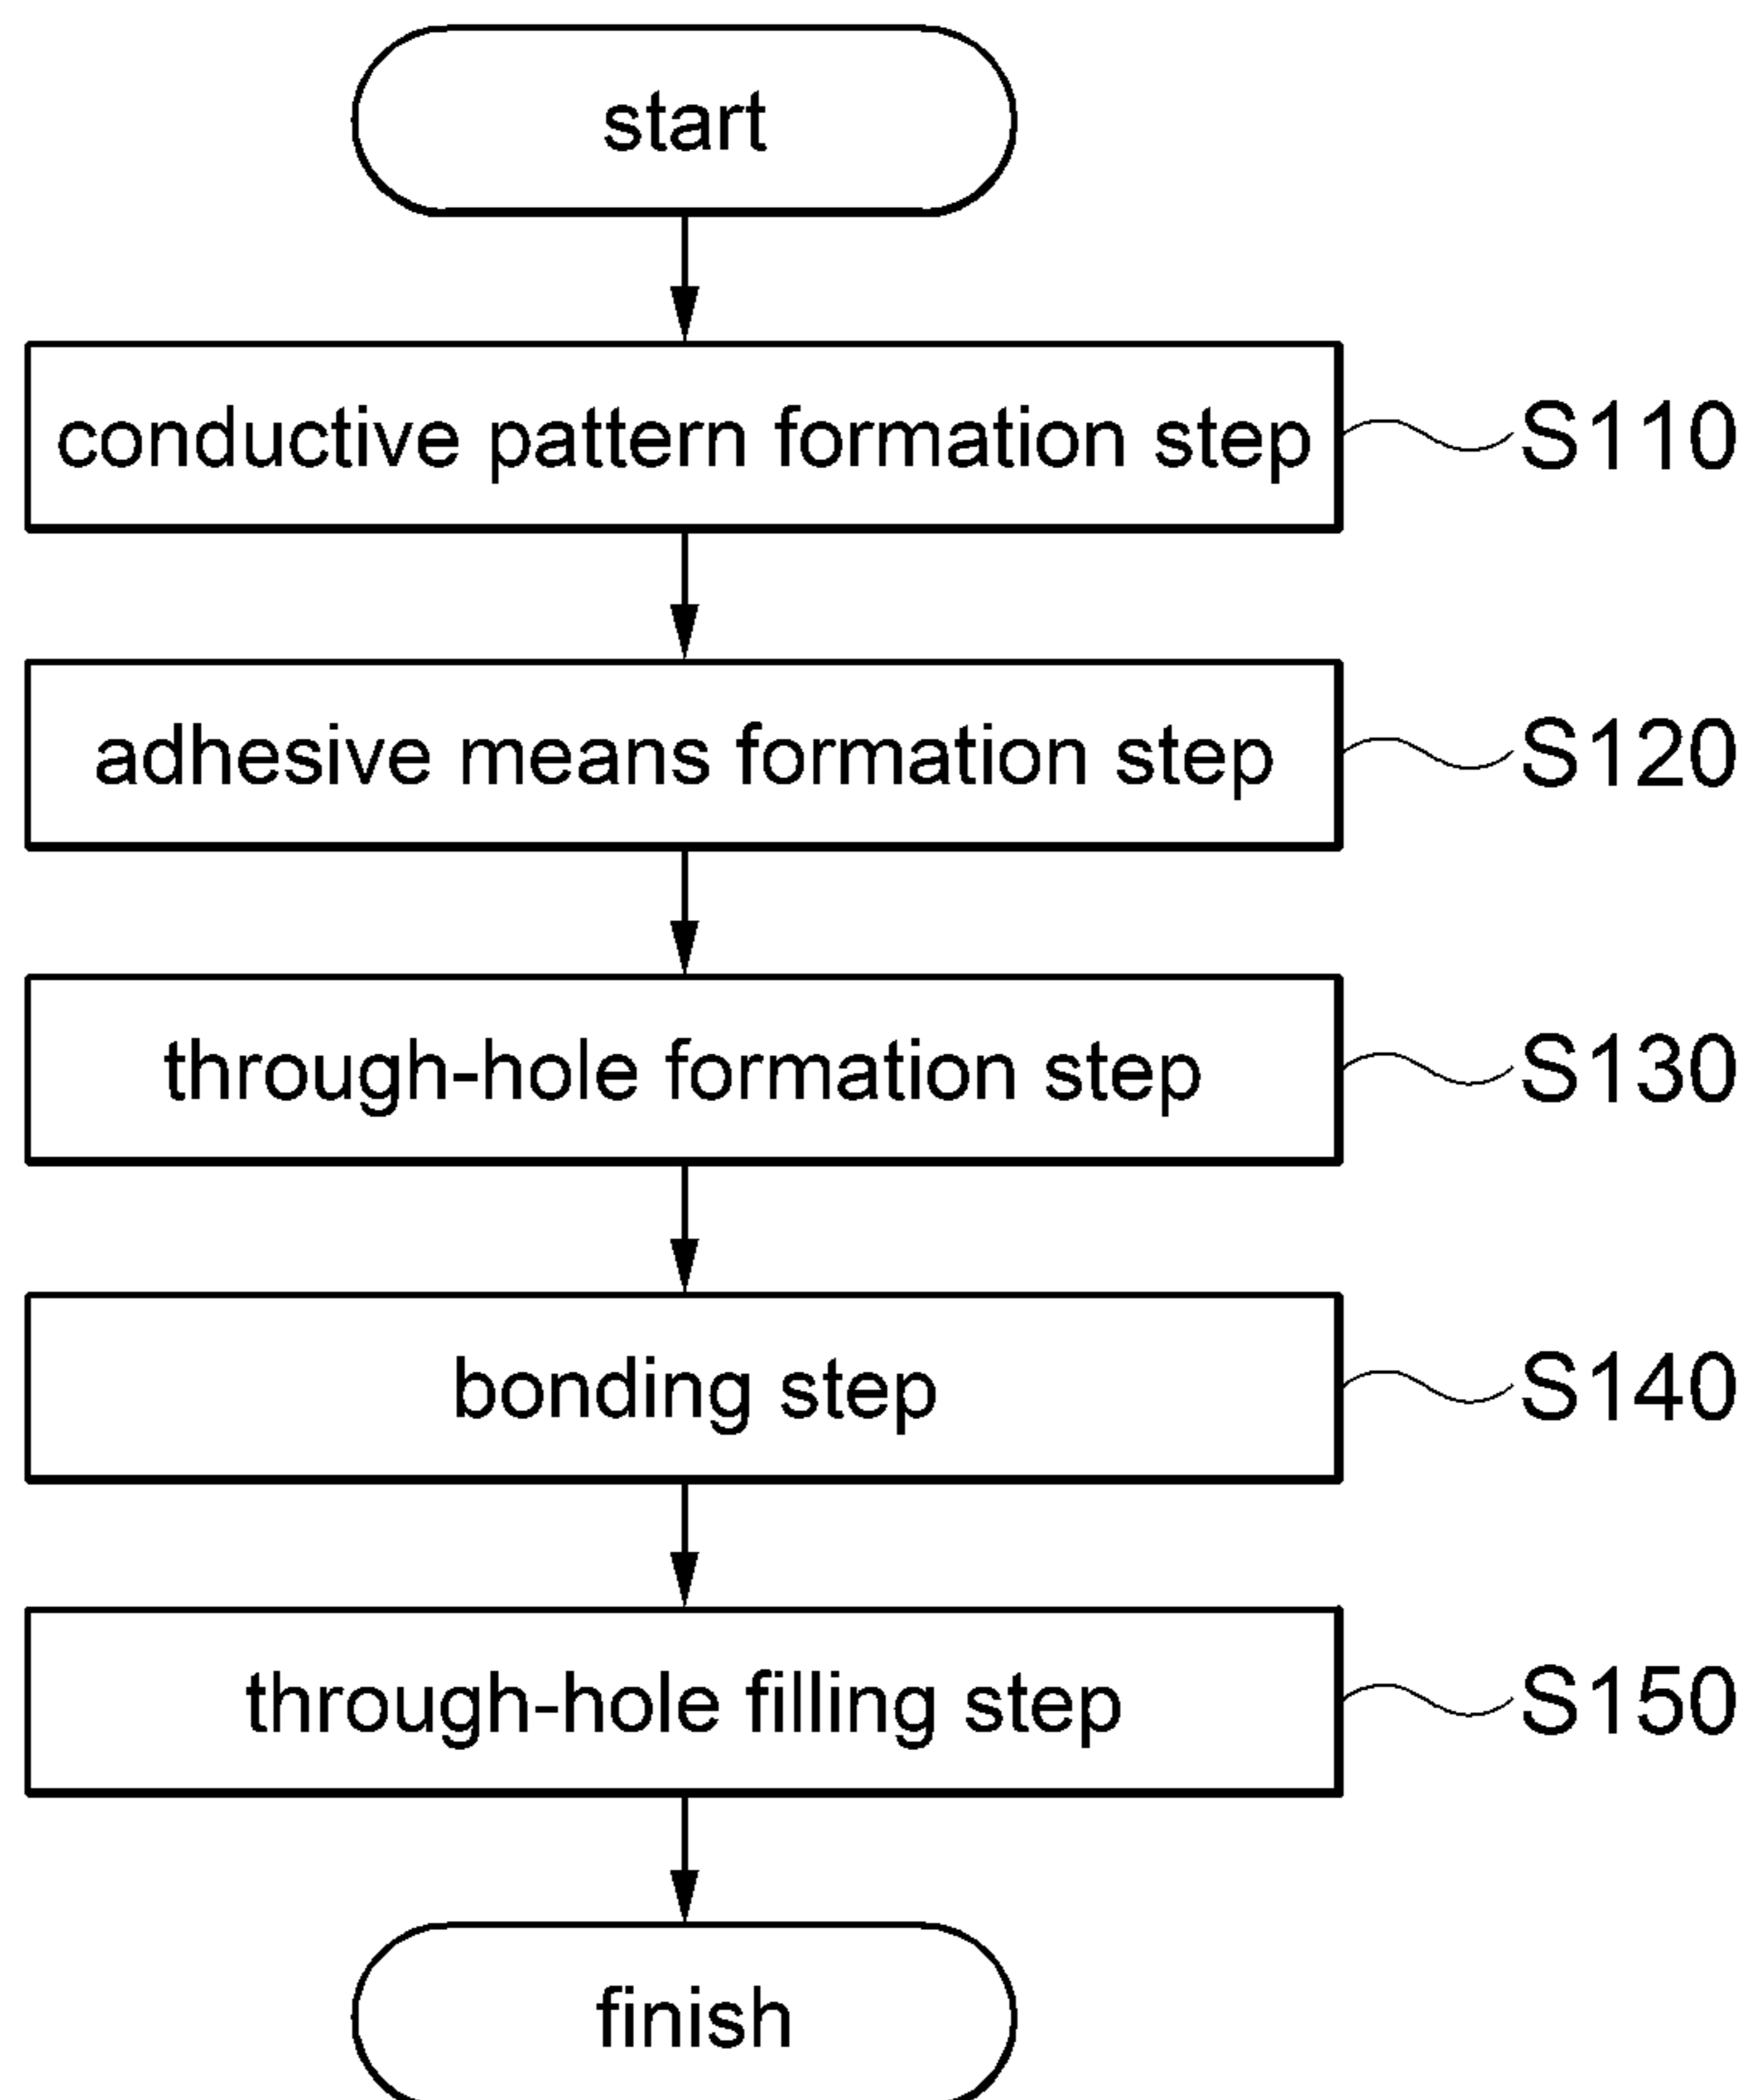 start
conductive pattern formation step S110
adhesive means formation step S120
through-hole formation step S130
bonding step S140
through-hole filling step S150
finish